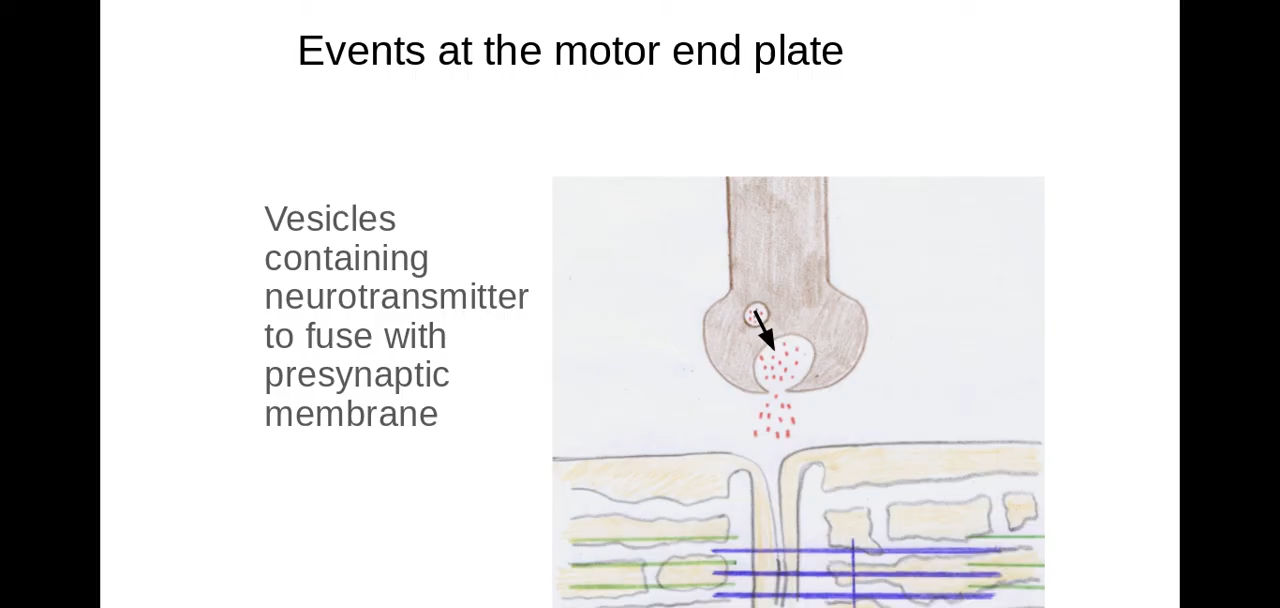 Events at the motor end plate
Vesicles
containing
neurotransmitter
to fuse with
presynaptic
membrane